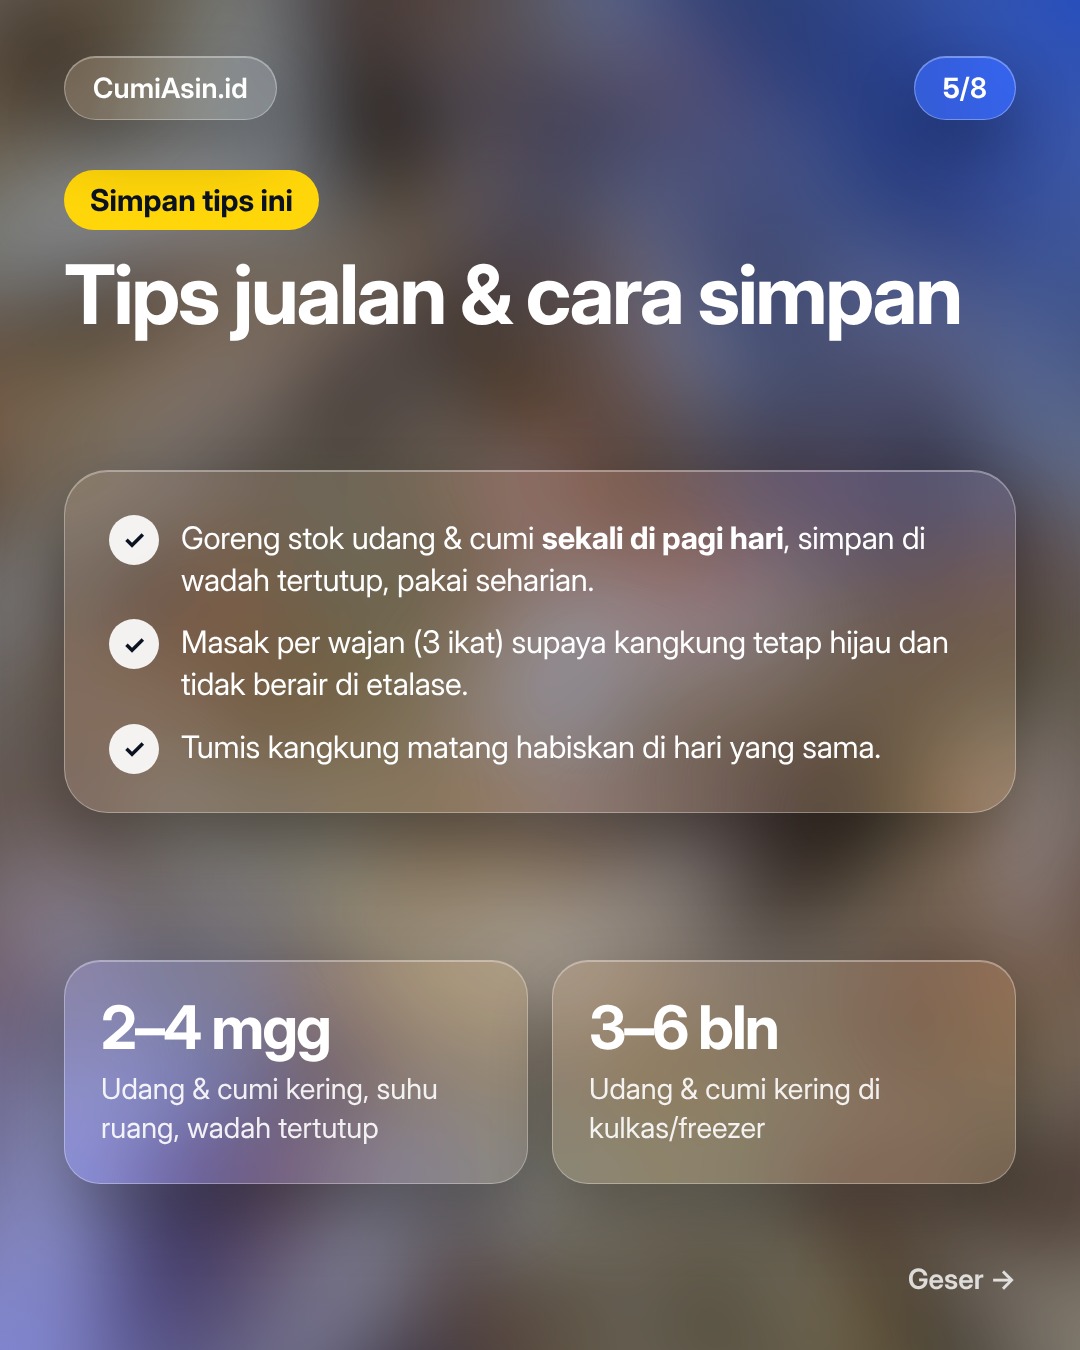 CumiAsin.id
5/8
Simpan tips ini
Tips jualan & cara simpan
Goreng stok udang & cumi sekali di pagi hari, simpan di
wadah tertutup, pakai seharian.
Masak per wajan (3 ikat) supaya kangkung tetap hijau dan
tidak berair di etalase.
Tumis kangkung matang habiskan di hari yang sama.
2–4 mgg
Udang & cumi kering, suhu
ruang, wadah tertutup
3–6 bln
Udang & cumi kering di
kulkas/freezer
Geser →